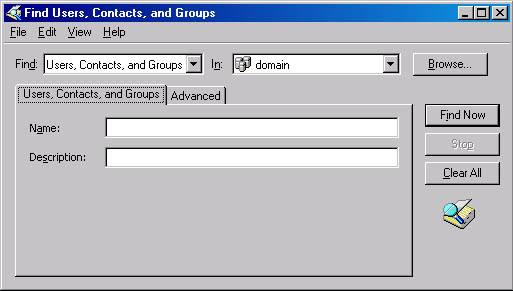 Find Users, Contacts, and Groups
File Edit View Help
Find: Users, Contacts, and Groups In: domain Browse...
Users, Contacts, and Groups Advanced
Name: Find Now
Stop
Description: Clear All